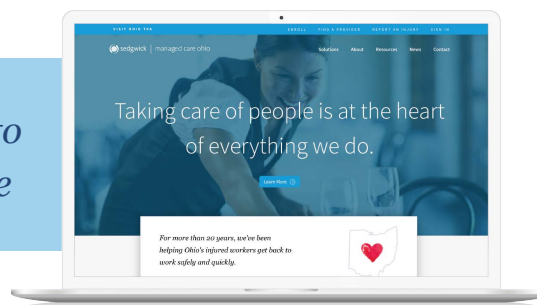 to
e
VISIT OHIO TPA
ENROLL FIND A PROVIDER REPORT AN INJURY SIGN IN
sedgwick | managed care ohio
Solutions About Resources News Contact
Taking care of people is at the heart
of everything we do.
Learn More
For more than 20 years, we've been
helping Ohio's injured workers get back to
work safely and quickly.